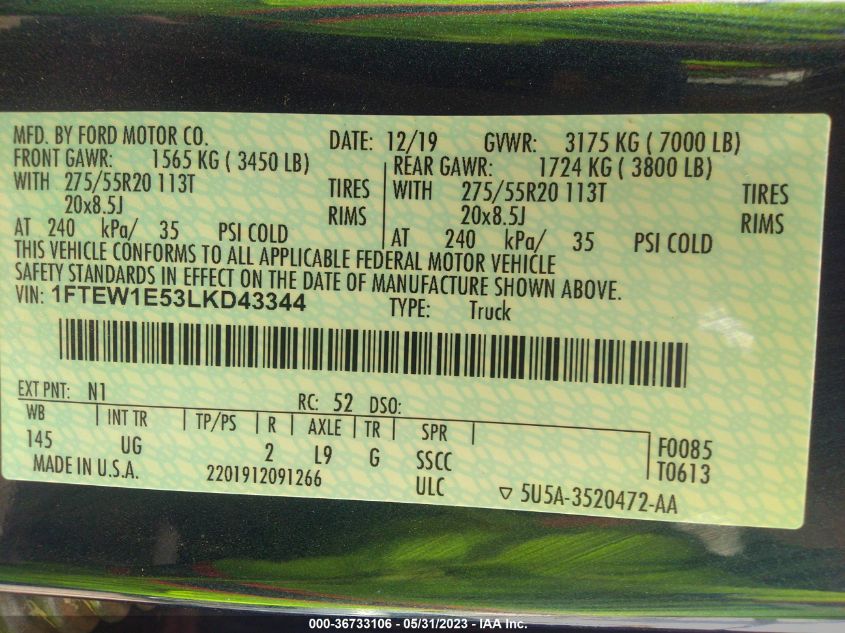 MFD. BY FORD MOTOR CO. DATE: 12/19 GVWR: 3175 KG ( 7000 LB)
FRONT GAWR: 1565 KG ( 3450 LB) REAR GAWR: 1724 KG ( 3800 LB)
WITH 275/55R20 113T TIRES WITH 275/55R20 113T TIRES
20x8.5J RIMS 20x8.5J RIMS
AT 240 kPa/ 35 PSI COLD AT 240 kPa/ 35 PSI COLD
THIS VEHICLE CONFORMS TO ALL APPLICABLE FEDERAL MOTOR VEHICLE
SAFETY STANDARDS IN EFFECT ON THE DATE OF MANUFACTURE SHOWN ABOVE.
VIN: 1FTEW1E53LKD43344 TYPE: Truck
EXT PNT: N1 RC: 52 DSO:
WB INT TR TP/PS R AXLE TR SPR F0085
145 UG 2 L9 G SSCC T0613
MADE IN U.S.A. 2201912091266 ULC ▽ 5U5A-3520472-AA
000-36733106 - 05/31/2023 - IAA Inc.